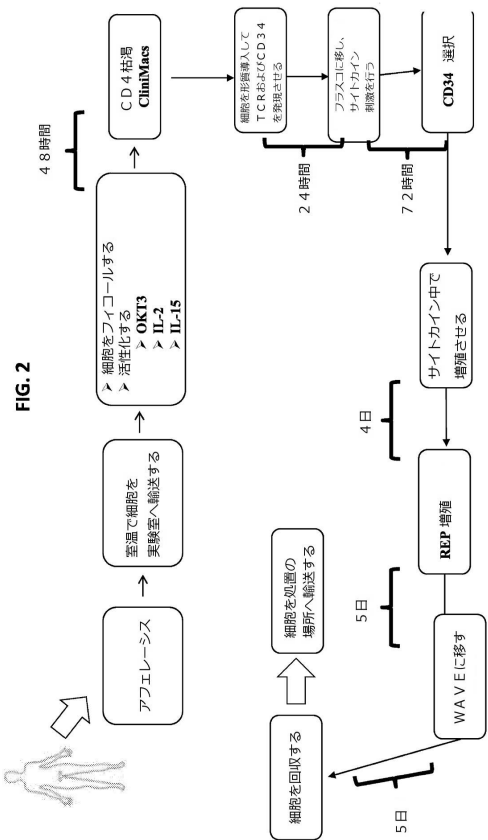 FIG. 2
アフェレーシス
室温で細胞を
実験室へ輸送する
➤ 細胞をフィコールする
➤ 活性化する
➤ OKT3
➤ IL-2
➤ IL-15
48時間
CD4枯渇
CliniMacs
細胞を形質導入して
TCRおよびCD34
を発現させる
24時間
フラスコに移し、
サイトカイン
刺激を行う
72時間
CD34 選択
サイトカイン中で
増殖させる
4日
REP 増殖
5日
WAVEに移す
5日
細胞を回収する
細胞を処置の
場所へ輸送する